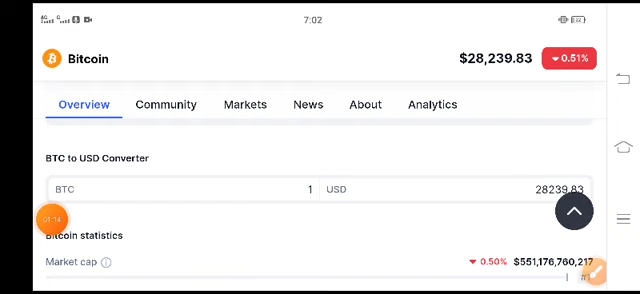 7:02
Bitcoin
$28,239.83
0.51%
Overview Community Markets News About Analytics
BTC to USD Converter
BTC 1 USD 28239.83
01:14
Bitcoin statistics
Market cap 0.50% $551,176,760,217
#1